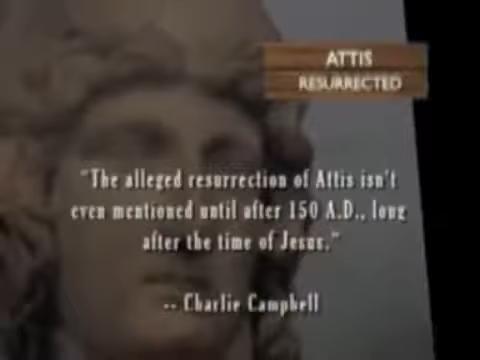 ATTIS
RESURRECTED
"The alleged resurrection of Attis isn't
even mentioned until after 150 A.D., long
after the time of Jesus."
-- Charlie Campbell